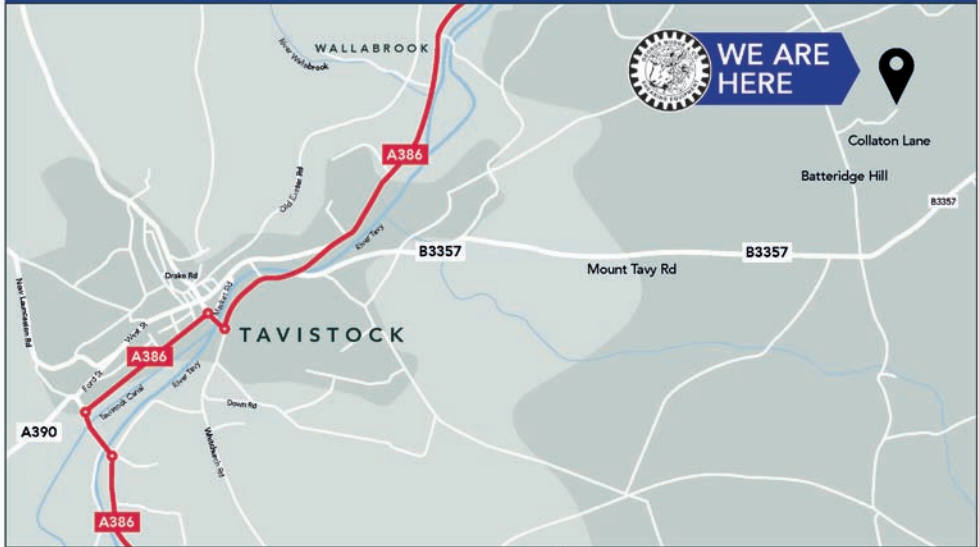 WALLABROOK
River Wallabrook
WE ARE
HERE
Collaton Lane
Batteridge Hill
A386
Old Exeter Rd
B3357
River Tavy
B3357
B3357
Mount Tavy Rd
Drake Rd
Market Rd
New Launceston Rd
TAVISTOCK
West St
A386
Ford St
River Tavy
Tavistock Canal
Down Rd
A390
Whitchurch Rd
A386